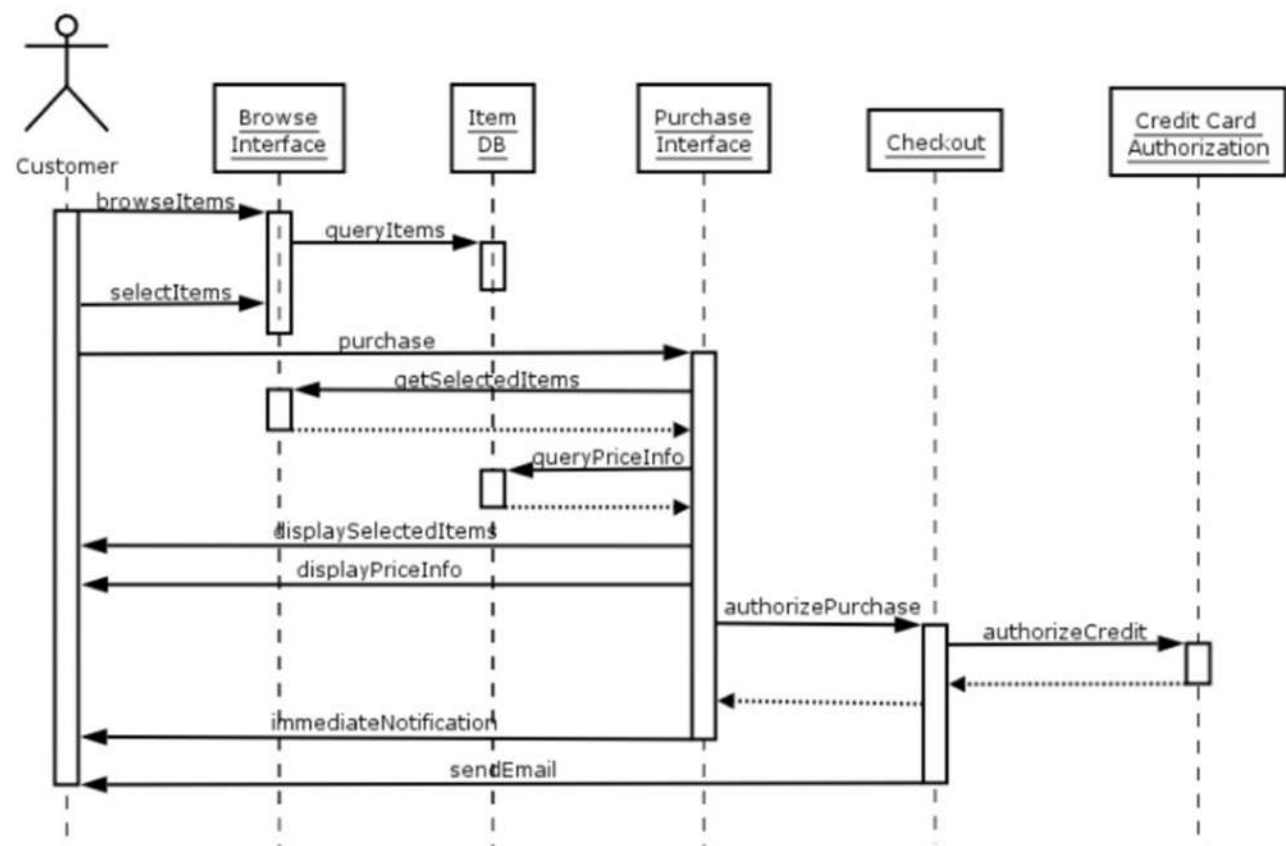 Customer
Browse
Interface
Item
DB
Purchase
Interface
Checkout
Credit Card
Authorization
browseItems
queryItems
selectItems
purchase
getSelectedItems
queryPriceInfo
displaySelectedItems
displayPriceInfo
authorizePurchase
authorizeCredit
immediateNotification
sendEmail